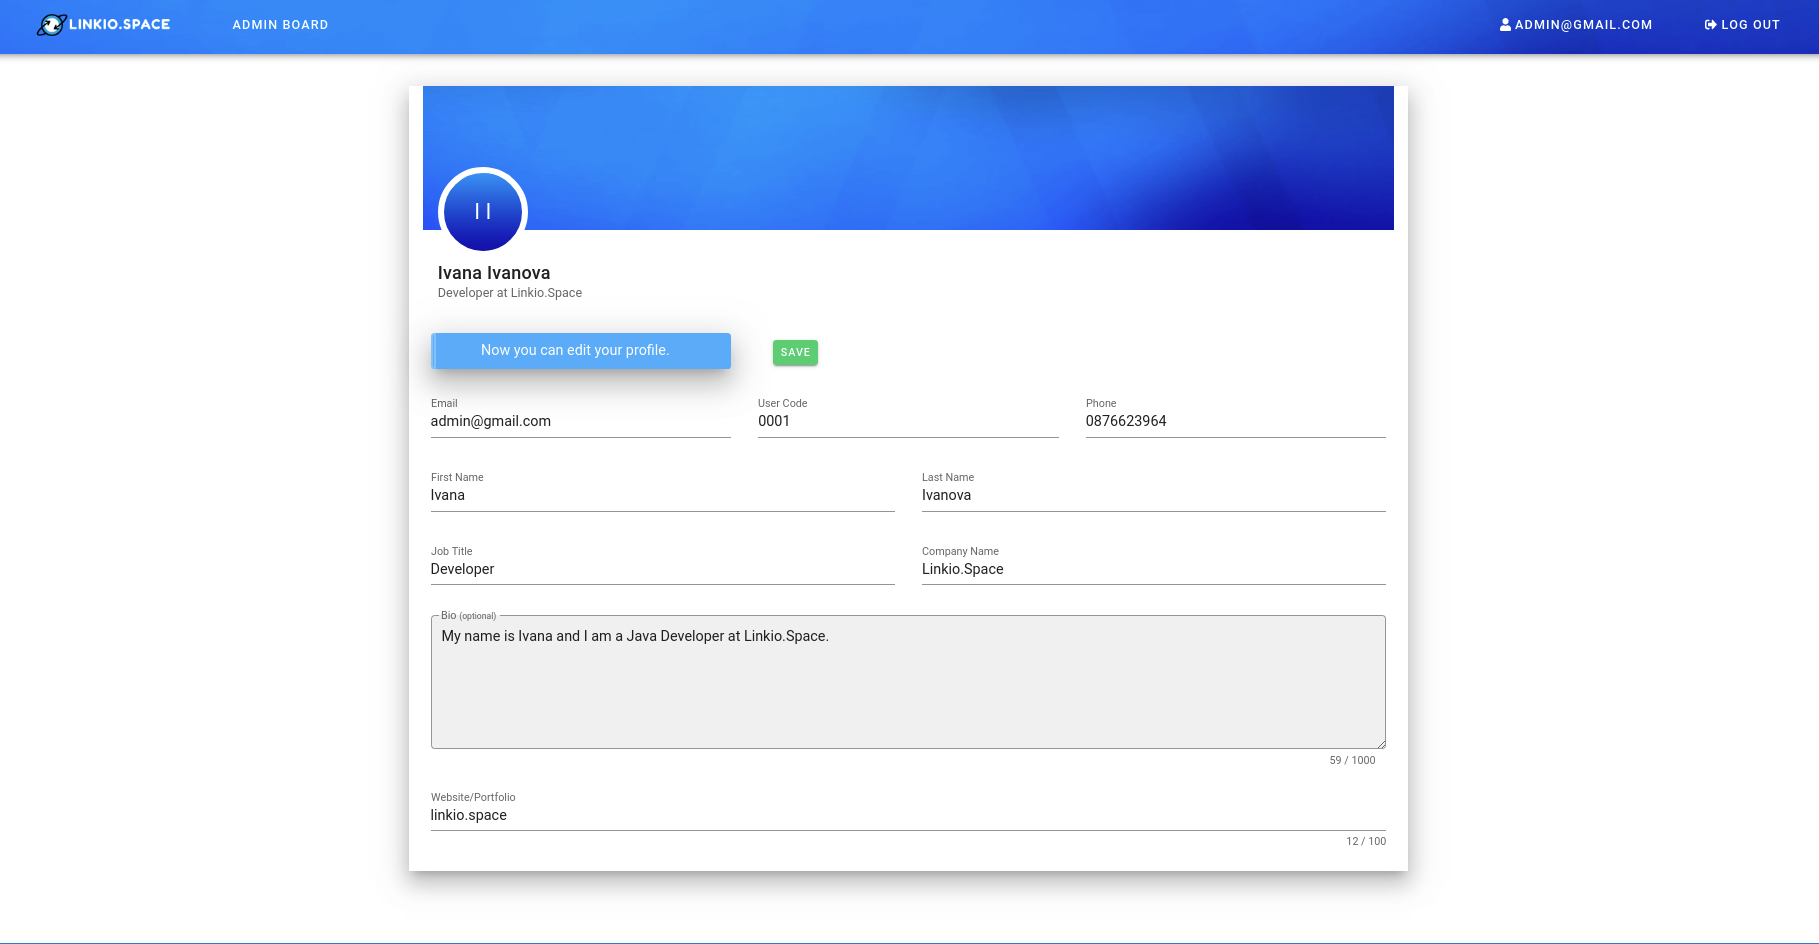 LINKIO.SPACE ADMIN BOARD ADMIN@GMAIL.COM LOG OUT
I I
Ivana Ivanova
Developer at Linkio.Space
Now you can edit your profile. SAVE
Email User Code Phone
admin@gmail.com 0001 0876623964
First Name Last Name
Ivana Ivanova
Job Title Company Name
Developer Linkio.Space
Bio (optional)
My name is Ivana and I am a Java Developer at Linkio.Space.
59 / 1000
Website/Portfolio
linkio.space
12 / 100